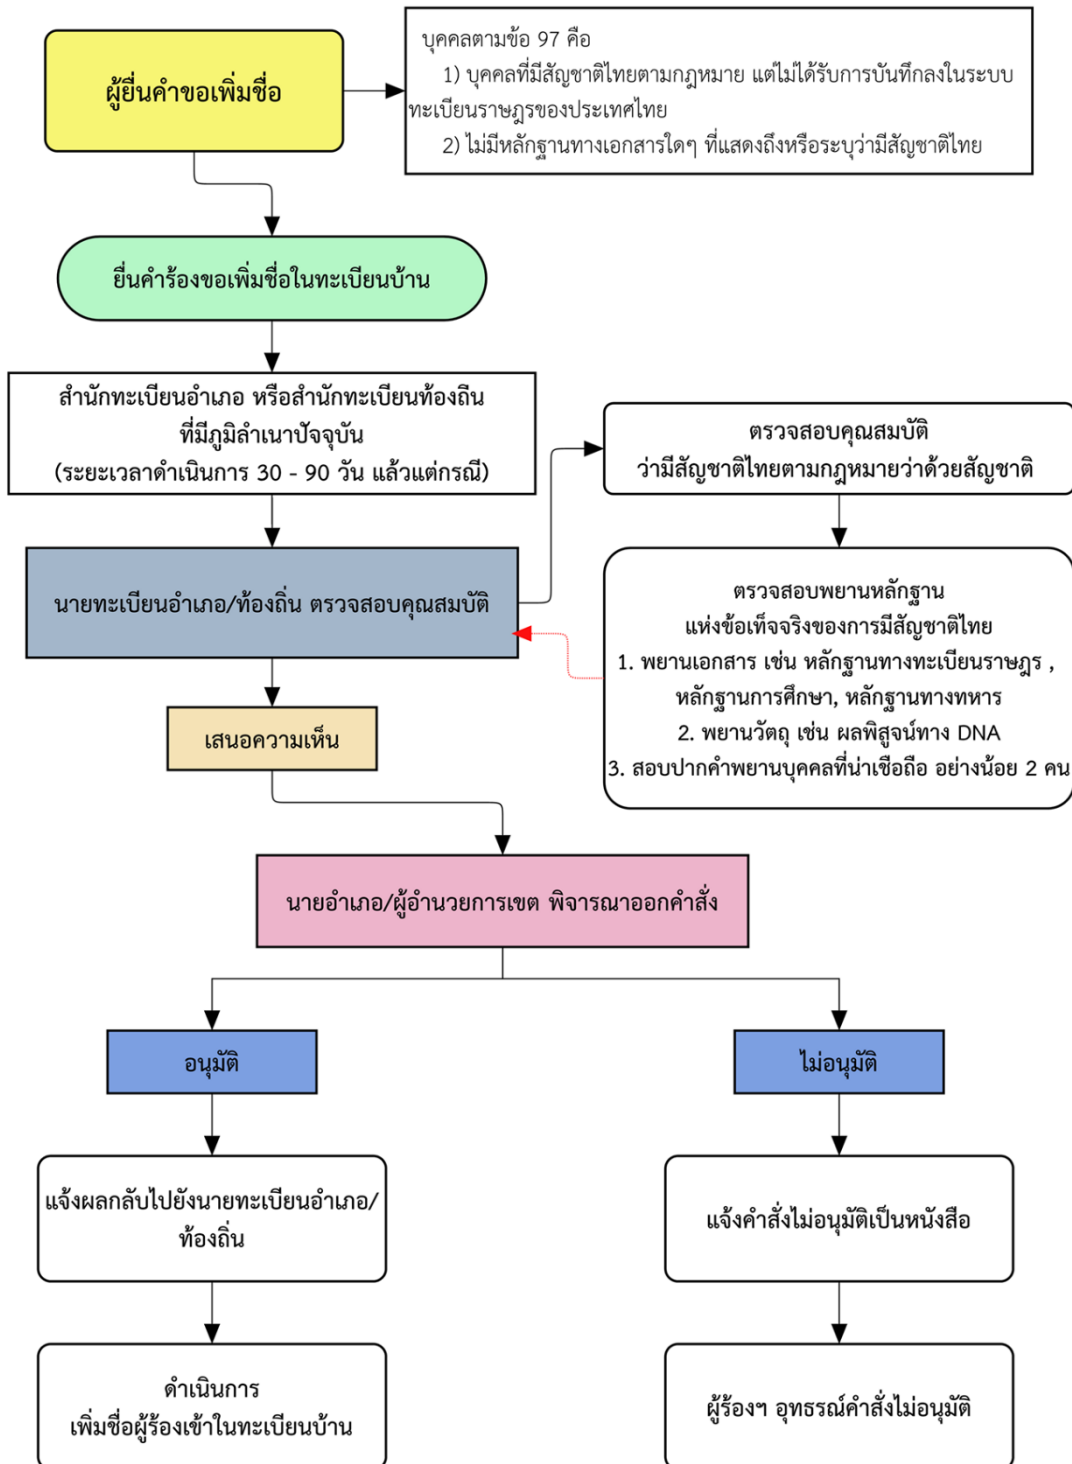 ผู้ยื่นคำขอเพิ่มชื่อ
บุคคลตามข้อ 97 คือ
1) บุคคลที่มีสัญชาติไทยตามกฎหมาย แต่ไม่ได้รับการบันทึกลงในระบบ
ทะเบียนราษฎรของประเทศไทย
2) ไม่มีหลักฐานทางเอกสารใดๆ ที่แสดงถึงหรือระบุว่ามีสัญชาติไทย
ยื่นคำร้องขอเพิ่มชื่อในทะเบียนบ้าน
สำนักทะเบียนอำเภอ หรือสำนักทะเบียนท้องถิ่น
ที่มีภูมิลำเนาปัจจุบัน
(ระยะเวลาดำเนินการ 30 - 90 วัน แล้วแต่กรณี)
ตรวจสอบคุณสมบัติ
ว่ามีสัญชาติไทยตามกฎหมายว่าด้วยสัญชาติ
นายทะเบียนอำเภอ/ท้องถิ่น ตรวจสอบคุณสมบัติ
ตรวจสอบพยานหลักฐาน
แห่งข้อเท็จจริงของการมีสัญชาติไทย
1. พยานเอกสาร เช่น หลักฐานทางทะเบียนราษฎร ,
หลักฐานการศึกษา, หลักฐานทางทหาร
2. พยานวัตถุ เช่น ผลพิสูจน์ทาง DNA
3. สอบปากคำพยานบุคคลที่น่าเชื่อถือ อย่างน้อย 2 คน
เสนอความเห็น
นายอำเภอ/ผู้อำนวยการเขต พิจารณาออกคำสั่ง
อนุมัติ
ไม่อนุมัติ
แจ้งผลกลับไปยังนายทะเบียนอำเภอ/
ท้องถิ่น
แจ้งคำสั่งไม่อนุมัติเป็นหนังสือ
ดำเนินการ
เพิ่มชื่อผู้ร้องเข้าในทะเบียนบ้าน
ผู้ร้องฯ อุทธรณ์คำสั่งไม่อนุมัติ